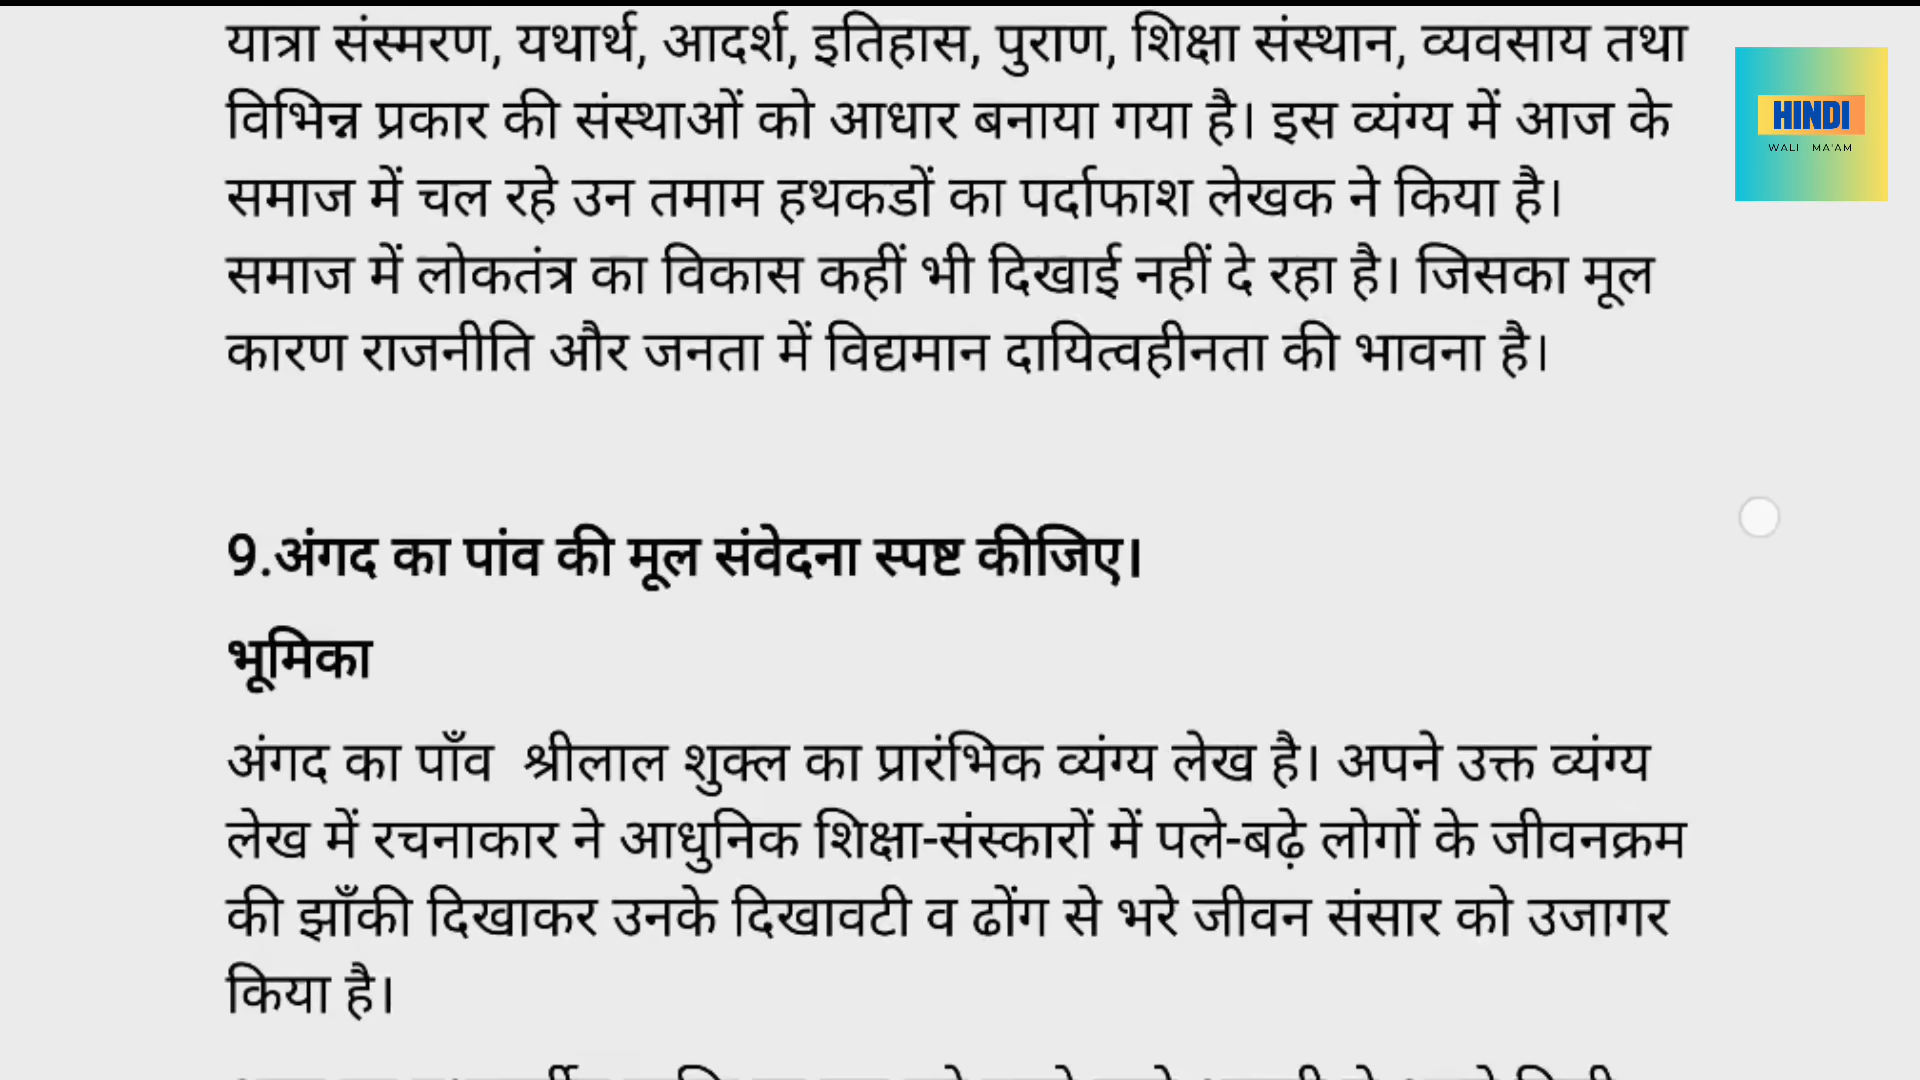 यात्रा संस्मरण, यथार्थ, आदर्श, इतिहास, पुराण, शिक्षा संस्थान, व्यवसाय तथा
विभिन्न प्रकार की संस्थाओं को आधार बनाया गया है। इस व्यंग्य में आज के
समाज में चल रहे उन तमाम हथकडों का पर्दाफाश लेखक ने किया है।
समाज में लोकतंत्र का विकास कहीं भी दिखाई नहीं दे रहा है। जिसका मूल
कारण राजनीति और जनता में विद्यमान दायित्वहीनता की भावना है।
HINDI
WALI MA'AM
9.अंगद का पांव की मूल संवेदना स्पष्ट कीजिए।
भूमिका
अंगद का पाँव श्रीलाल शुक्ल का प्रारंभिक व्यंग्य लेख है। अपने उक्त व्यंग्य
लेख में रचनाकार ने आधुनिक शिक्षा-संस्कारों में पले-बढ़े लोगों के जीवनक्रम
की झाँकी दिखाकर उनके दिखावटी व ढोंग से भरे जीवन संसार को उजागर
किया है।